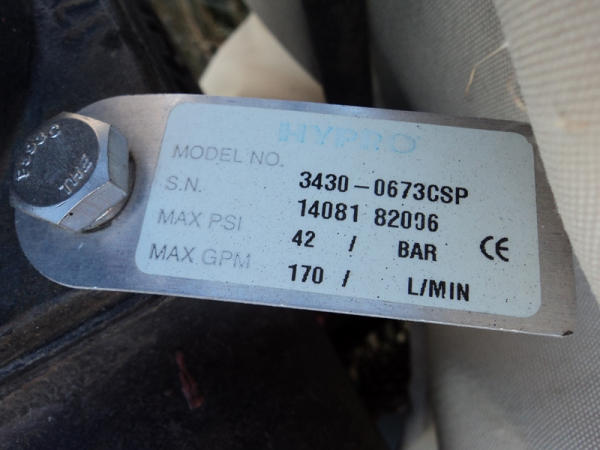 HYPRO
MODEL NO. 3430-0673CSP
S.N. 14081 82006
MAX PSI 42 / BAR CE
MAX GPM 170 / L/MIN